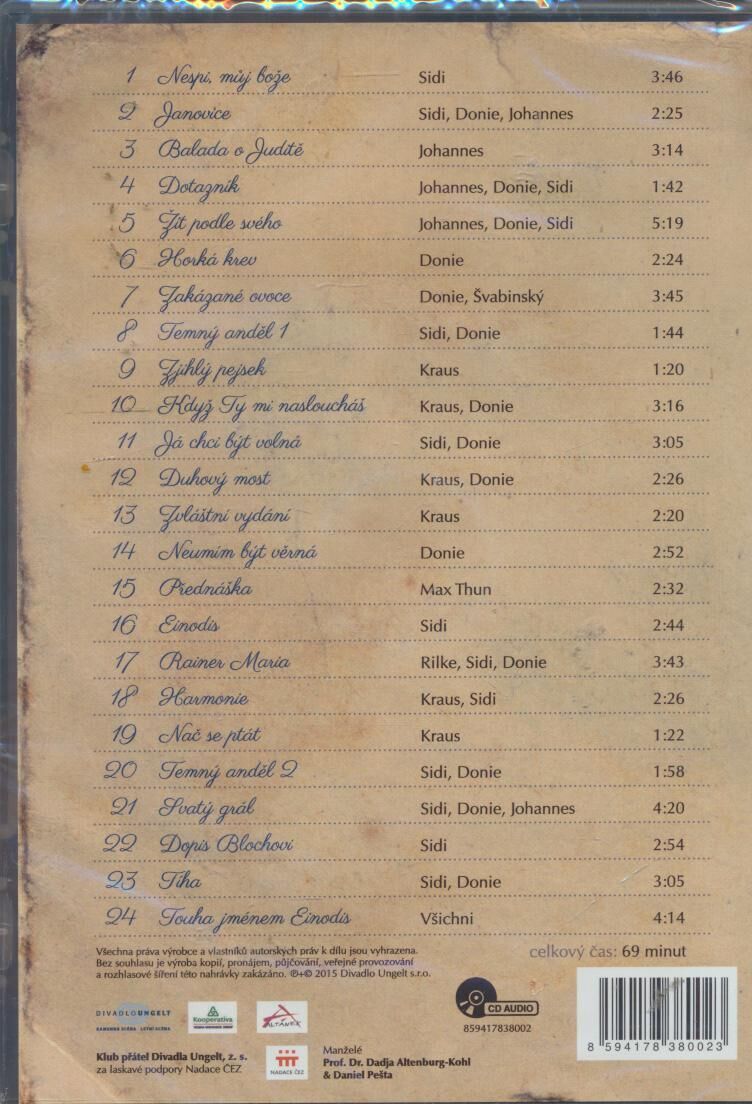 1 Nespi, můj bože Sidi 3:46
2 Janovice Sidi, Donie, Johannes 2:25
3 Balada o Juditě Johannes 3:14
4 Dotazník Johannes, Donie, Sidi 1:42
5 Žít podle svého Johannes, Donie, Sidi 5:19
6 Horká krev Donie 2:24
7 Zakázané ovoce Donie, Švabinský 3:45
8 Temný anděl 1 Sidi, Donie 1:44
9 Zjihlý pejsek Kraus 1:20
10 Když Ty mi nasloucháš Kraus, Donie 3:16
11 Já chci být volná Sidi, Donie 3:05
12 Duhový most Kraus, Donie 2:26
13 Zvláštní vydání Kraus 2:20
14 Neumím být věrná Donie 2:52
15 Přednáška Max Thun 2:32
16 Einodis Sidi 2:44
17 Rainer Maria Rilke, Sidi, Donie 3:43
18 Harmonie Kraus, Sidi 2:26
19 Nač se ptát Kraus 1:22
20 Temný anděl 2 Sidi, Donie 1:58
21 Svatý grál Sidi, Donie, Johannes 4:20
22 Dopis Blochovi Sidi 2:54
23 Tíha Sidi, Donie 3:05
24 Touha jménem Einodis Všichni 4:14
celkový čas: 69 minut
Všechna práva výrobce a vlastníků autorských práv k dílu jsou vyhrazena.
Bez souhlasu je výroba kopií, pronájem, půjčování, veřejné provozování
a rozhlasové šíření této nahrávky zakázáno. ℗+© 2015 Divadlo Ungelt s.r.o.
DIVADLO UNGELT
KOMORNÍ SCÉNA LETNÍ SCÉNA
Kooperativa
VIENNA INSURANCE GROUP
ALTÁNEK
CD AUDIO
859417838002
8 594178 380023
Klub přátel Divadla Ungelt, z. s.
za laskavé podpory Nadace ČEZ
NADACE ČEZ
Manželé
Prof. Dr. Dadja Altenburg-Kohl
& Daniel Pešta